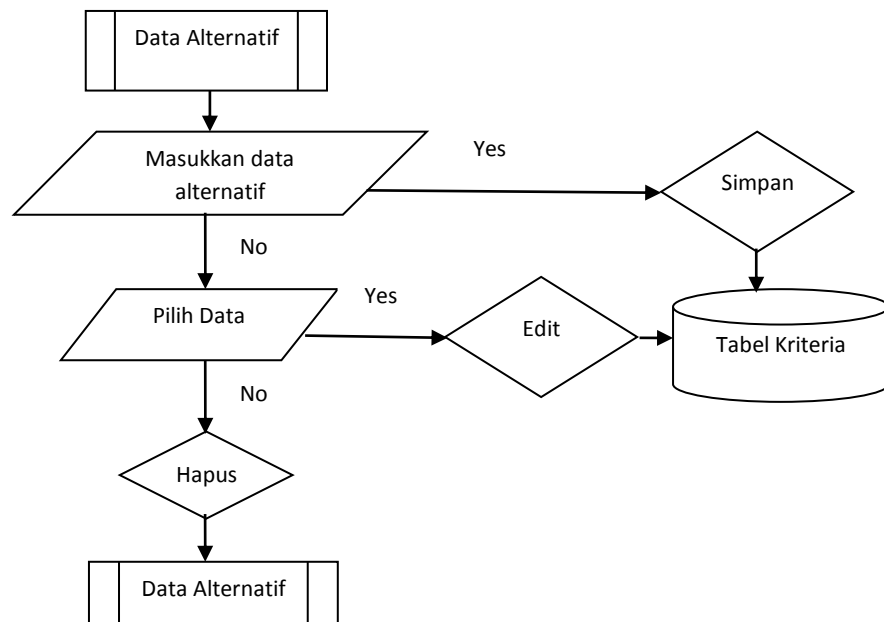 Data Alternatif
Masukkan data
alternatif
Yes
Simpan
No
Pilih Data
Yes
Edit
Tabel Kriteria
No
Hapus
Data Alternatif